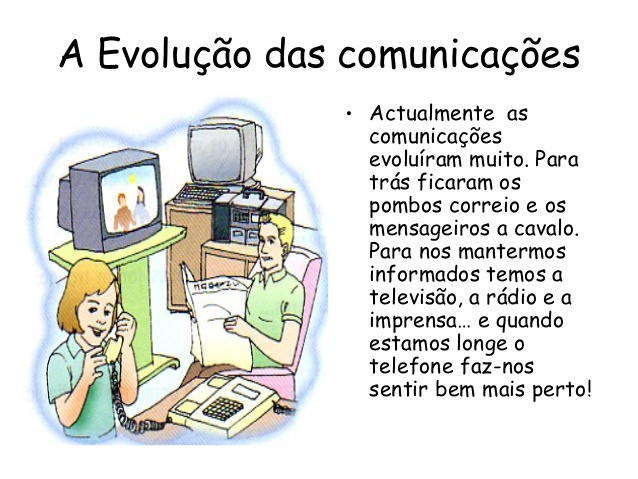 A Evolução das comunicações
• Actualmente as
comunicações
evoluíram muito. Para
trás ficaram os
pombos correio e os
mensageiros a cavalo.
Para nos mantermos
informados temos a
televisão, a rádio e a
imprensa… e quando
estamos longe o
telefone faz-nos
sentir bem mais perto!